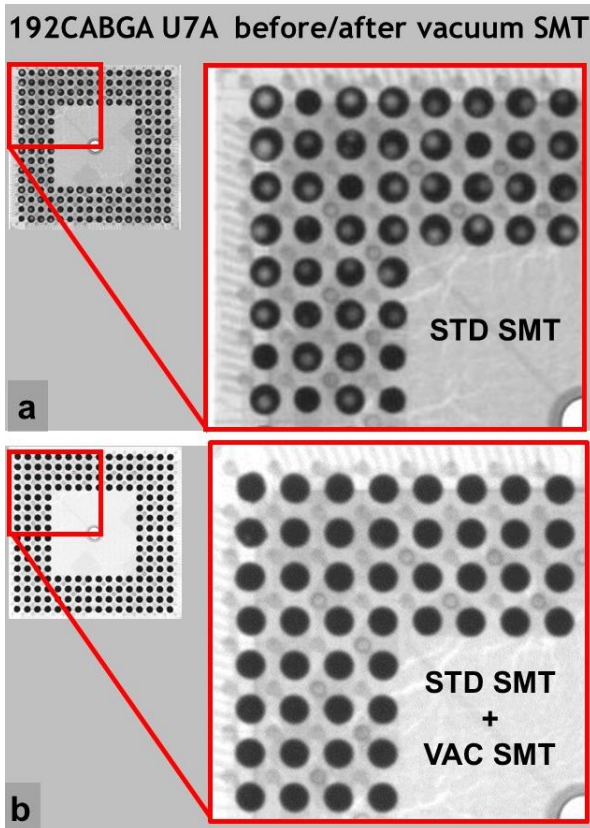 192CABGA U7A before/after vacuum SMT
STD SMT
a
STD SMT
+
VAC SMT
b